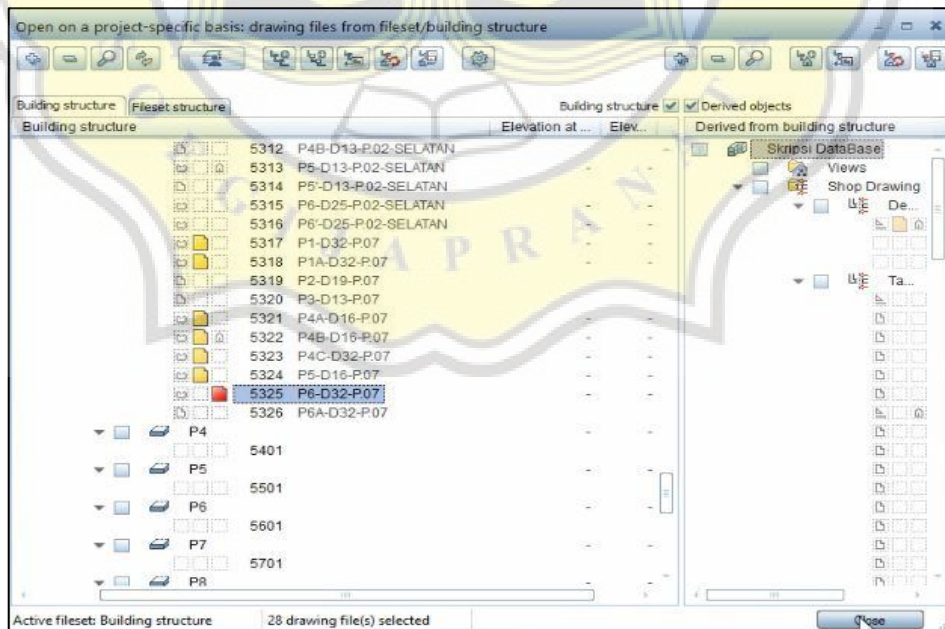 Open on a project-specific basis: drawing files from fileset/building structure
Building structure Fileset structure Building structure Derived objects
Building structure Elevation at ... Elev... Derived from building structure
5312 P4B-D13-P.02-SELATAN Skripsi DataBase
5313 P5-D13-P.02-SELATAN - - Views
5314 P5'-D13-P.02-SELATAN - - Shop Drawing
5315 P6-D25-P.02-SELATAN - - De...
5316 P6'-D25-P.02-SELATAN - -
5317 P1-D32-P.07 - -
5318 P1A-D32-P.07 - -
5319 P2-D19-P.07 - - Ta...
5320 P3-D13-P.07 - -
5321 P4A-D16-P.07 - -
5322 P4B-D16-P.07 - -
5323 P4C-D32-P.07 - -
5324 P5-D16-P.07 - -
5325 P6-D32-P.07 - -
5326 P6A-D32-P.07 - -
P4 - -
5401
P5 - -
5501
P6 - -
5601
P7 - -
5701
P8 - -
Active fileset: Building structure 28 drawing file(s) selected Close